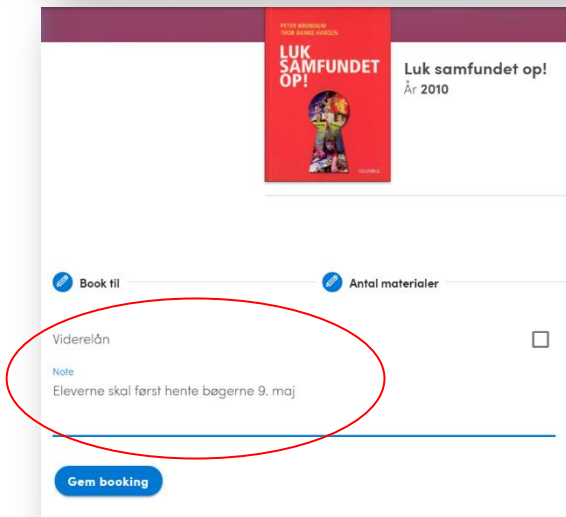 PETER BRØNDUM
THOR BANKE HANSEN
LUK
SAMFUNDET
OP!
COLUMBUS
Luk samfundet op!
År 2010
Book til
Antal materialer
Viderelån
Note
Eleverne skal først hente bøgerne 9. maj
Gem booking